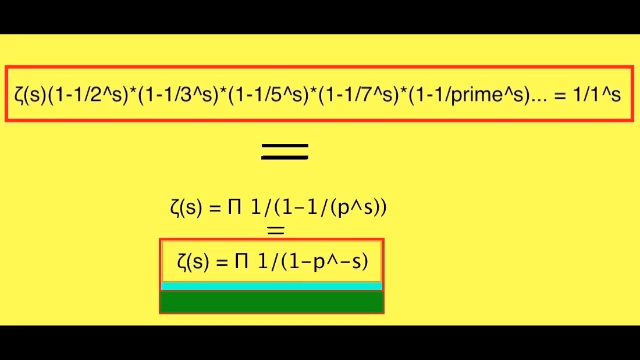 ζ(s)(1-1/2^s)*(1-1/3^s)*(1-1/5^s)*(1-1/7^s)*(1-1/prime^s)... = 1/1^s
=
ζ(s) = Π 1/(1-1/(p^s))
=
ζ(s) = Π 1/(1-p^-s)